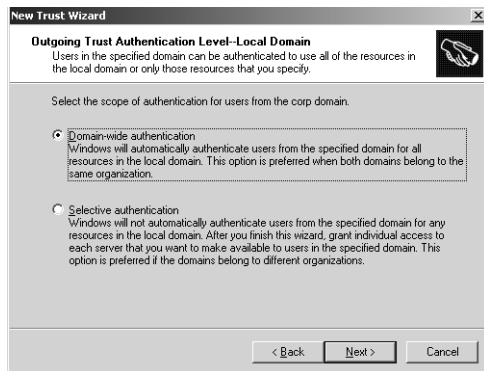 New Trust Wizard
Outgoing Trust Authentication Level--Local Domain
Users in the specified domain can be authenticated to use all of the resources in
the local domain or only those resources that you specify.
Select the scope of authentication for users from the corp domain.
Domain-wide authentication
Windows will automatically authenticate users from the specified domain for all
resources in the local domain. This option is preferred when both domains belong to the
same organization.
Selective authentication
Windows will not automatically authenticate users from the specified domain for any
resources in the local domain. After you finish this wizard, grant individual access to
each server that you want to make available to users in the specified domain. This
option is preferred if the domains belong to different organizations.
< Back Next > Cancel